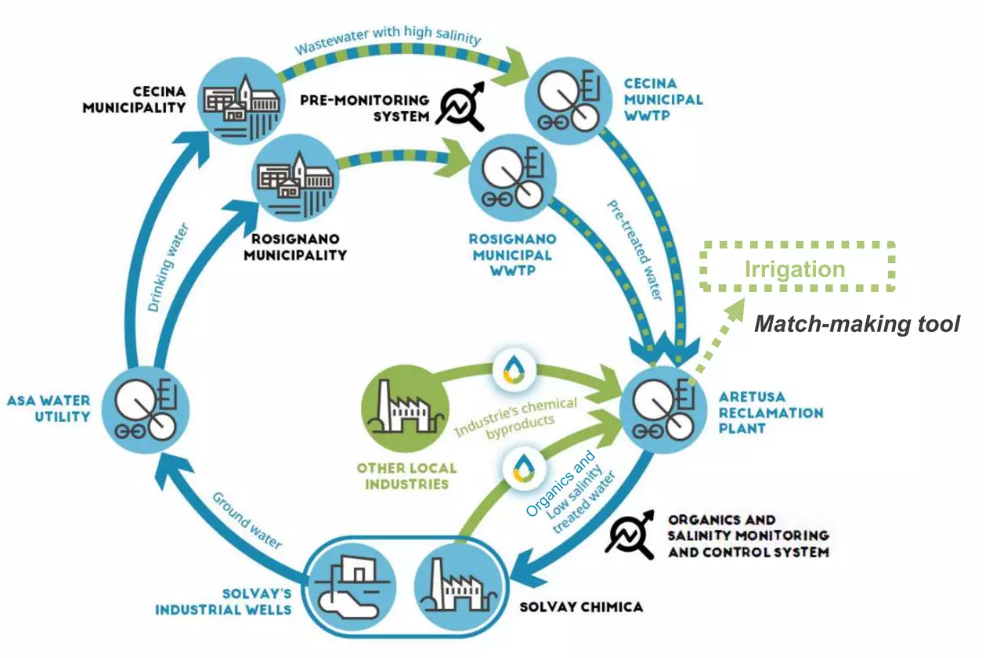 Wastewater with high salinity
CECINA
MUNICIPALITY
PRE-MONITORING
SYSTEM
CECINA
MUNICIPAL
WWTP
ROSIGNANO
MUNICIPALITY
ROSIGNANO
MUNICIPAL
WWTP
Drinking water
Pre-treated water
Irrigation
Match-making tool
ASA WATER
UTILITY
Industrie's chemical
byproducts
ARETUSA
RECLAMATION
PLANT
OTHER LOCAL
INDUSTRIES
Organics and
Low salinity
treated water
Ground water
ORGANICS AND
SALINITY MONITORING
AND CONTROL SYSTEM
SOLVAY'S
INDUSTRIAL WELLS
SOLVAY CHIMICA